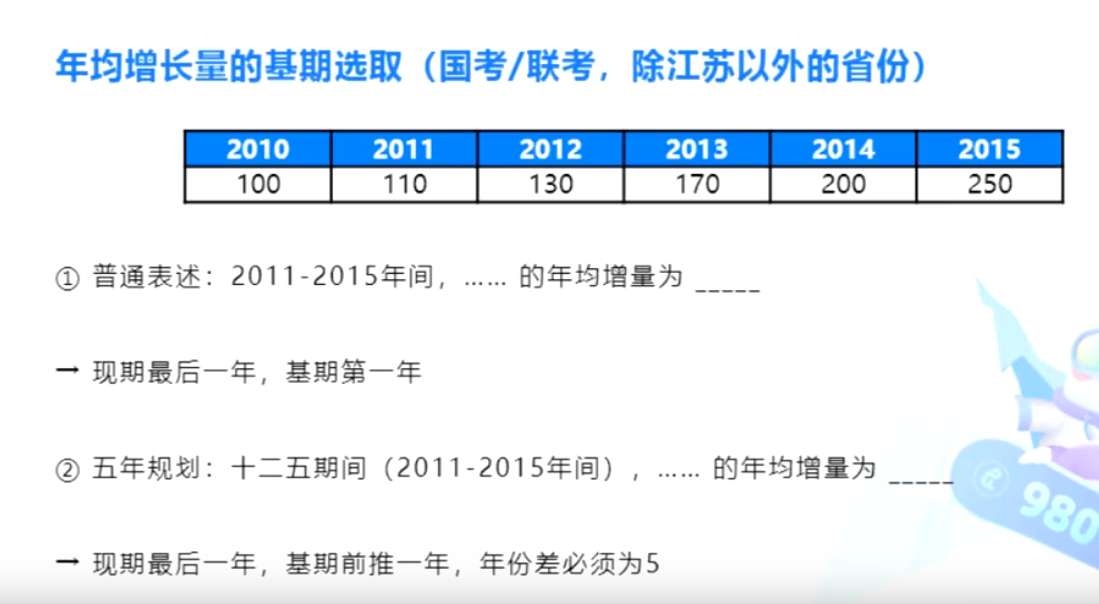 年均增长量的基期选取（国考/联考，除江苏以外的省份）
2010 2011 2012 2013 2014 2015
100 110 130 170 200 250
① 普通表述：2011-2015年间，…… 的年均增量为 _____
→ 现期最后一年，基期第一年
② 五年规划：十二五期间（2011-2015年间），…… 的年均增量为 _____
→ 现期最后一年，基期前推一年，年份差必须为5
980